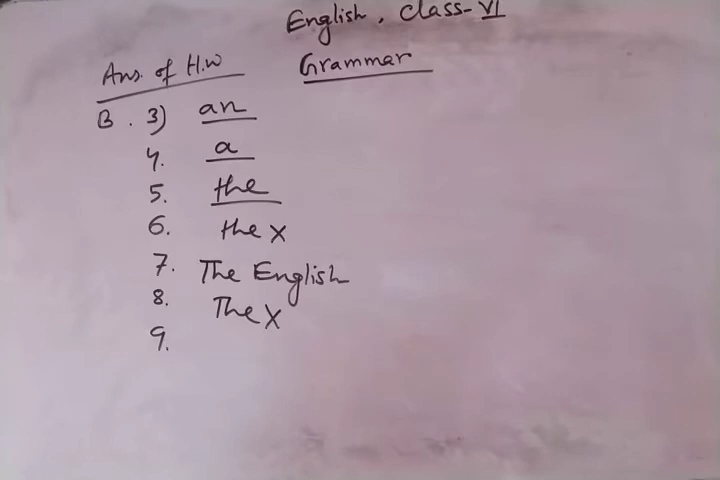 English, Class-VI
Ans. of H.W Grammar
B. 3) an
4. a
5. the
6. the X
7. The English
8. The X
9.